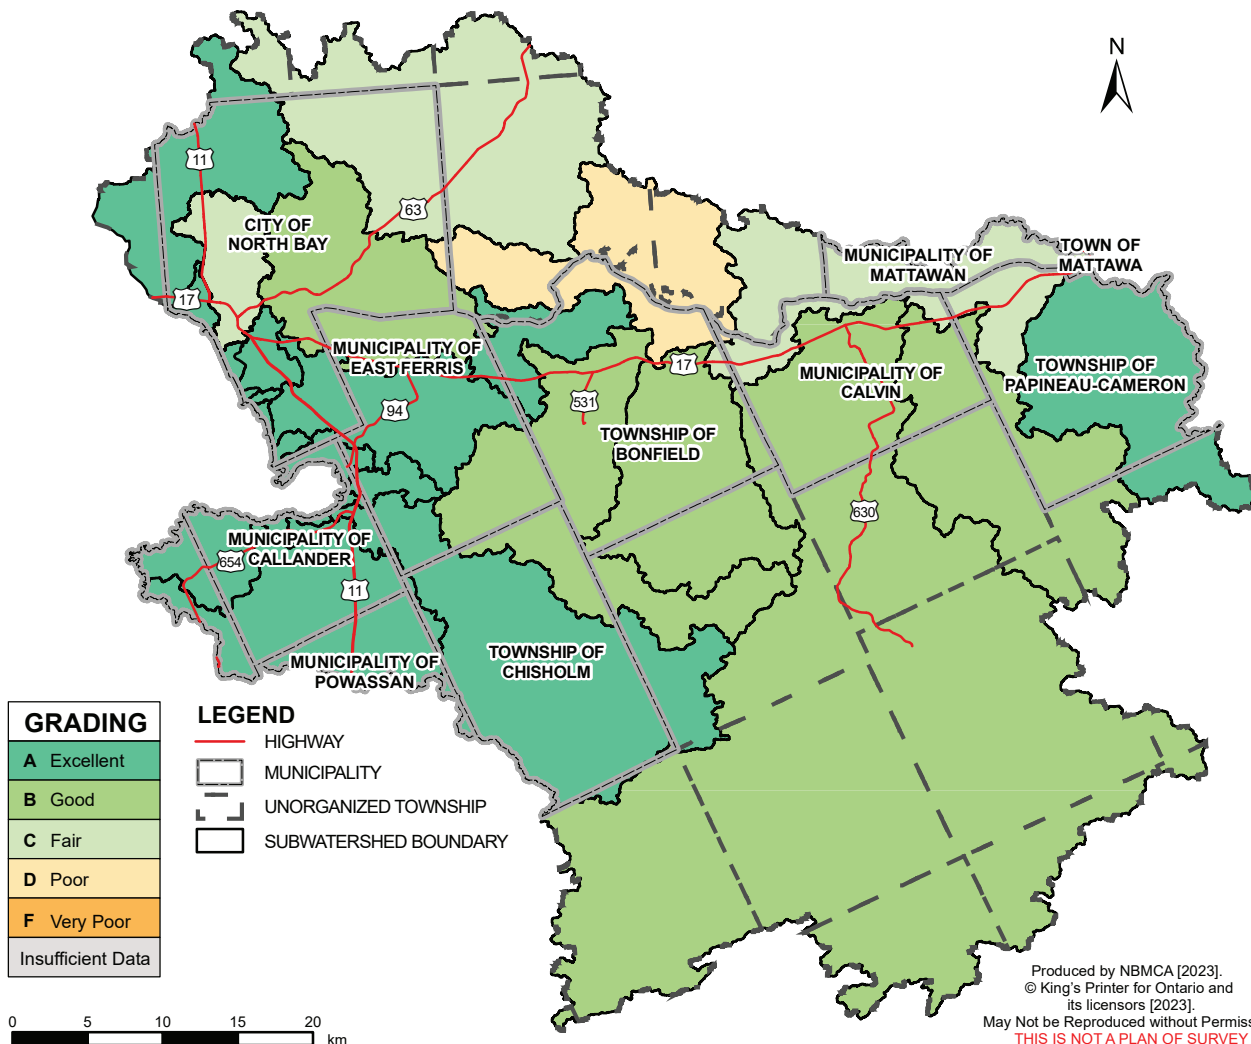 N
11
CITY OF
NORTH BAY
63
17
MUNICIPALITY OF
MATTAWAN
TOWN OF
MATTAWA
MUNICIPALITY OF
EAST FERRIS
94
531
17
MUNICIPALITY OF
CALVIN
TOWNSHIP OF
PAPINEAU-CAMERON
TOWNSHIP OF
BONFIELD
630
MUNICIPALITY OF
CALLANDER
654
11
MUNICIPALITY OF
POWASSAN
TOWNSHIP OF
CHISHOLM
GRADING
A Excellent
B Good
C Fair
D Poor
F Very Poor
Insufficient Data
LEGEND
HIGHWAY
MUNICIPALITY
UNORGANIZED TOWNSHIP
SUBWATERSHED BOUNDARY
0 5 10 15 20
km
Produced by NBMCA [2023].
© King's Printer for Ontario and
its licensors [2023].
May Not be Reproduced without Permiss
THIS IS NOT A PLAN OF SURVEY